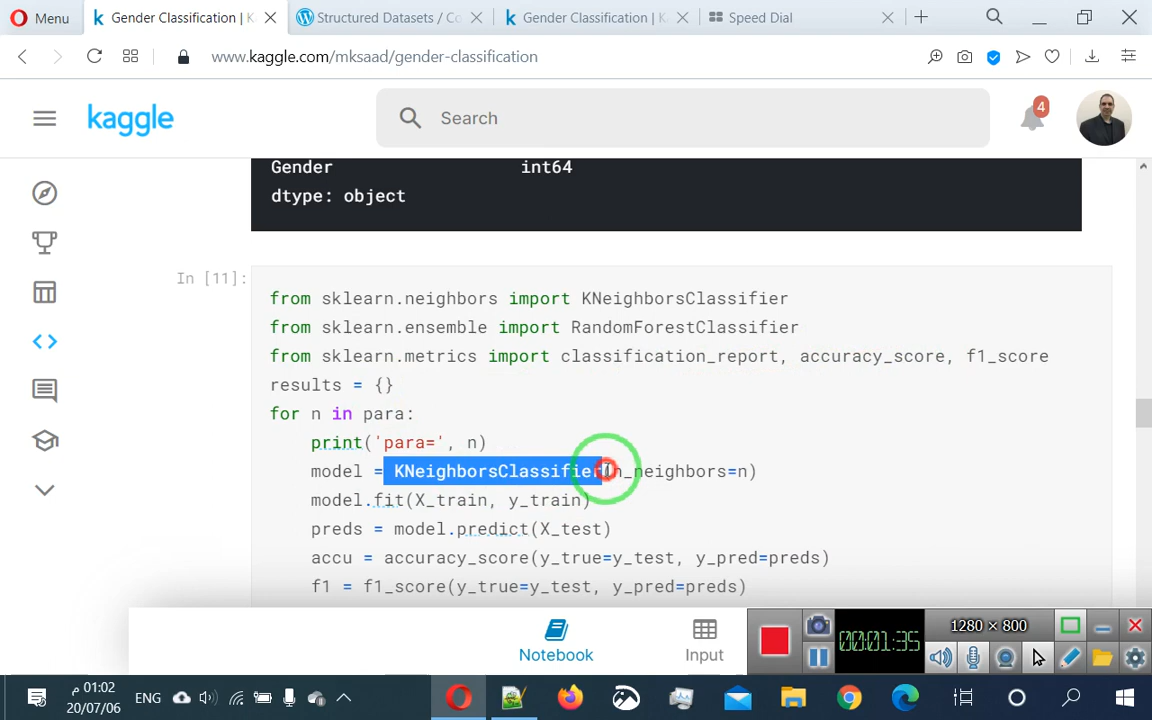 Menu
Gender Classification | K
Structured Datasets / Co
Gender Classification | K
Speed Dial
www.kaggle.com/mksaad/gender-classification
kaggle
Search
4
Gender int64
dtype: object
In [11]:
from sklearn.neighbors import KNeighborsClassifier
from sklearn.ensemble import RandomForestClassifier
from sklearn.metrics import classification_report, accuracy_score, f1_score
results = {}
for n in para:
print('para=', n)
model = KNeighborsClassifier(n_neighbors=n)
model.fit(X_train, y_train)
preds = model.predict(X_test)
accu = accuracy_score(y_true=y_test, y_pred=preds)
f1 = f1_score(y_true=y_test, y_pred=preds)
Notebook
Input
1280 × 800
00:01:35
01:02 م
20/07/06
ENG